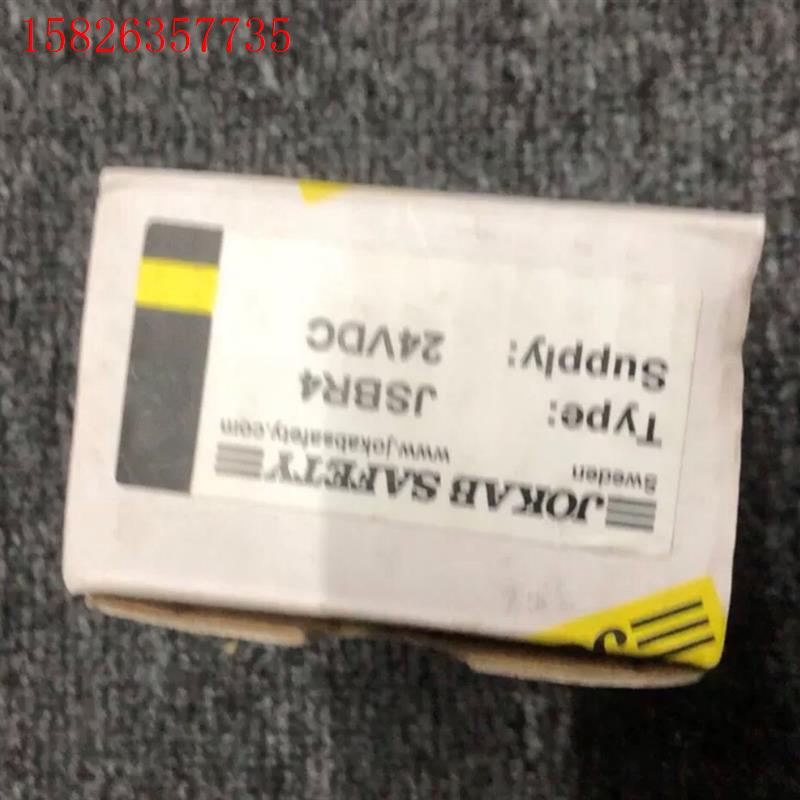 15826357735
JOKAB SAFETY
Sweden www.jokabsafety.com
Type: JSBR4
Supply: 24VDC